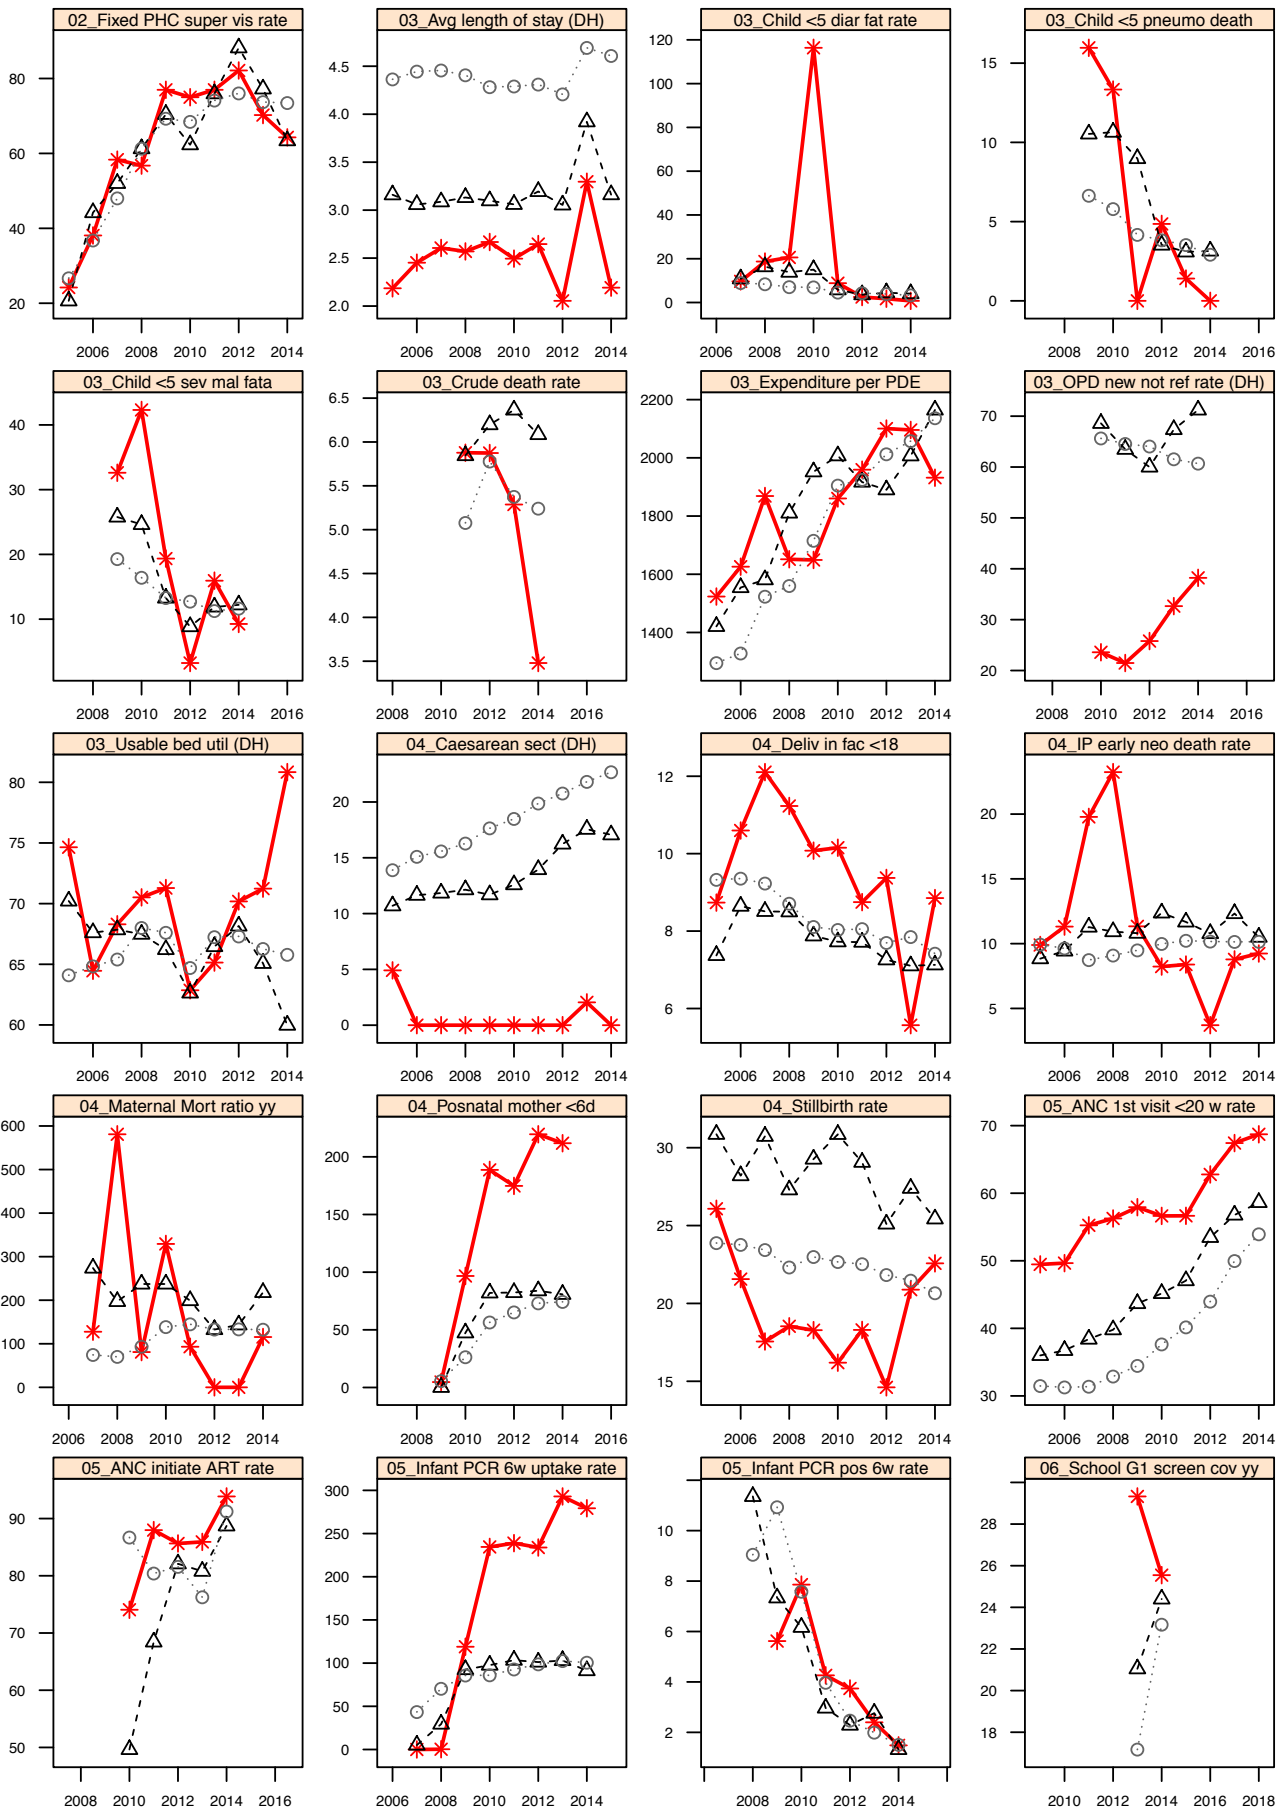 02_Fixed PHC super vis rate
20
40
60
80
2006 2008 2010 2012 2014
03_Avg length of stay (DH)
2.0
2.5
3.0
3.5
4.0
4.5
2006 2008 2010 2012 2014
03_Child <5 diar fat rate
0
20
40
60
80
100
120
2006 2008 2010 2012 2014
03_Child <5 pneumo death
0
5
10
15
2008 2010 2012 2014 2016
03_Child <5 sev mal fata
10
20
30
40
2008 2010 2012 2014 2016
03_Crude death rate
3.5
4.0
4.5
5.0
5.5
6.0
6.5
2008 2010 2012 2014 2016
03_Expenditure per PDE
1400
1600
1800
2000
2200
2006 2008 2010 2012 2014
03_OPD new not ref rate (DH)
20
30
40
50
60
70
2008 2010 2012 2014 2016
03_Usable bed util (DH)
60
65
70
75
80
2006 2008 2010 2012 2014
04_Caesarean sect (DH)
0
5
10
15
20
2006 2008 2010 2012 2014
04_Deliv in fac <18
6
8
10
12
2006 2008 2010 2012 2014
04_IP early neo death rate
5
10
15
20
2006 2008 2010 2012 2014
04_Maternal Mort ratio yy
0
100
200
300
400
500
600
2006 2008 2010 2012 2014
04_Posnatal mother <6d
0
50
100
150
200
2008 2010 2012 2014 2016
04_Stillbirth rate
15
20
25
30
2006 2008 2010 2012 2014
05_ANC 1st visit <20 w rate
30
40
50
60
70
2006 2008 2010 2012 2014
05_ANC initiate ART rate
50
60
70
80
90
2008 2010 2012 2014 2016
05_Infant PCR 6w uptake rate
0
50
100
150
200
250
300
2006 2008 2010 2012 2014
05_Infant PCR pos 6w rate
2
4
6
8
10
2006 2008 2010 2012 2014
06_School G1 screen cov yy
18
20
22
24
26
28
2010 2012 2014 2016 2018